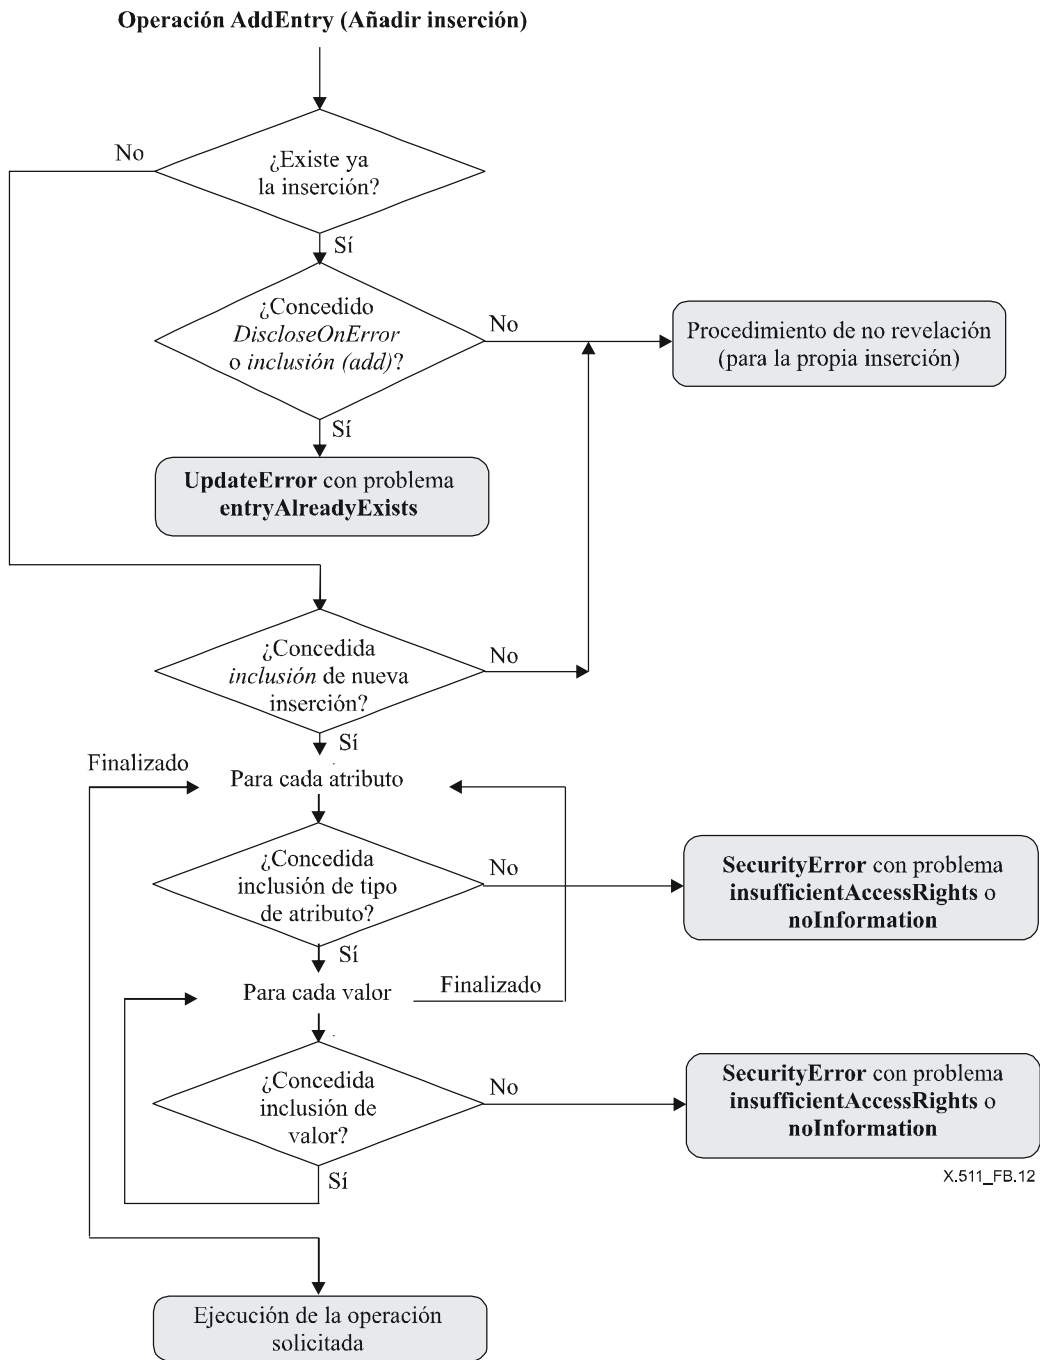 Operación AddEntry (Añadir inserción)
No
¿Existe ya
la inserción?
Sí
¿Concedido
DiscloseOnError
o inclusión (add)?
No
Procedimiento de no revelación
(para la propia inserción)
Sí
UpdateError con problema
entryAlreadyExists
¿Concedida
inclusión de nueva
inserción?
No
Sí
Finalizado
Para cada atributo
¿Concedida
inclusión de tipo
de atributo?
No
SecurityError con problema
insufficientAccessRights o
noInformation
Sí
Para cada valor
Finalizado
¿Concedida
inclusión de
valor?
No
SecurityError con problema
insufficientAccessRights o
noInformation
Sí
X.511_FB.12
Ejecución de la operación
solicitada